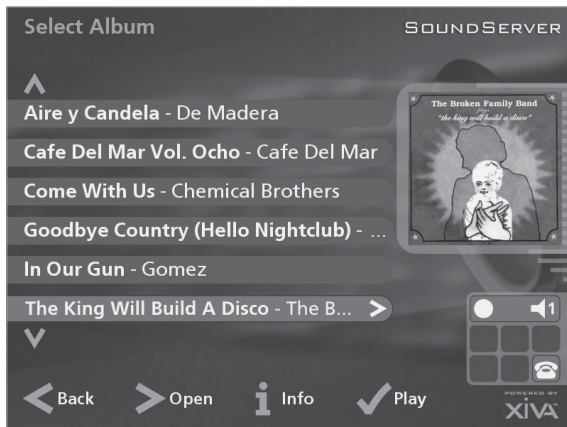 Select Album
SOUNDSERVER
Aire y Candela - De Madera
Cafe Del Mar Vol. Ocho - Cafe Del Mar
Come With Us - Chemical Brothers
Goodbye Country (Hello Nightclub) - ...
In Our Gun - Gomez
The King Will Build A Disco - The B...
The Broken Family Band
plays
"the king will build a disco"
1
Back
Open
Info
Play
POWERED BY
XiVA